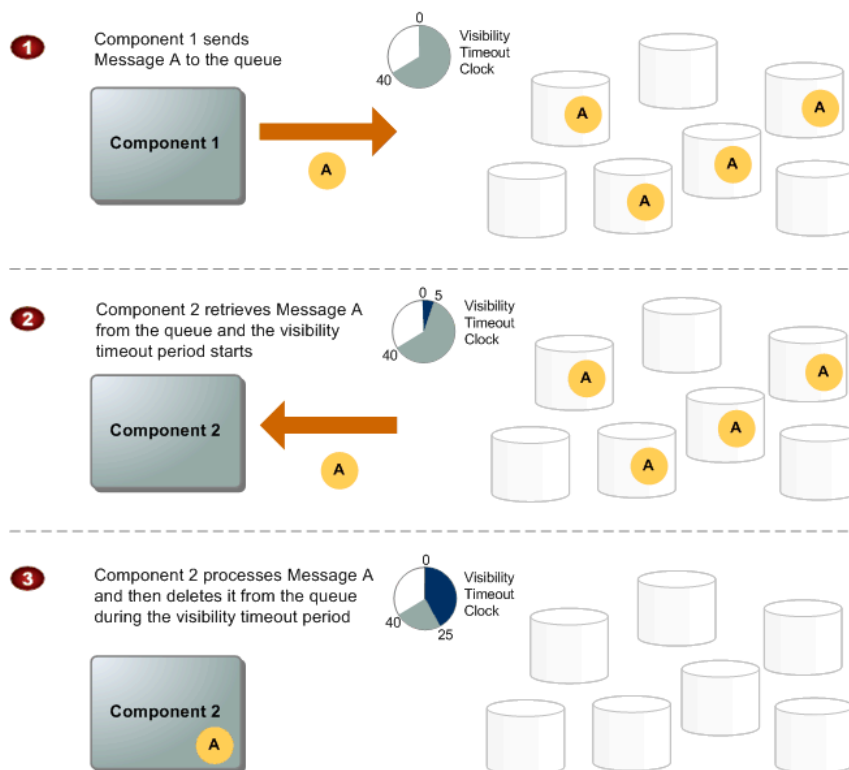 1
Component 1 sends
Message A to the queue
0
40
Visibility
Timeout
Clock
Component 1
A
A
A
A
A
2
Component 2 retrieves Message A
from the queue and the visibility
timeout period starts
0 5
40
Visibility
Timeout
Clock
Component 2
A
A
A
A
A
3
Component 2 processes Message A
and then deletes it from the queue
during the visibility timeout period
0
40
25
Visibility
Timeout
Clock
Component 2
A